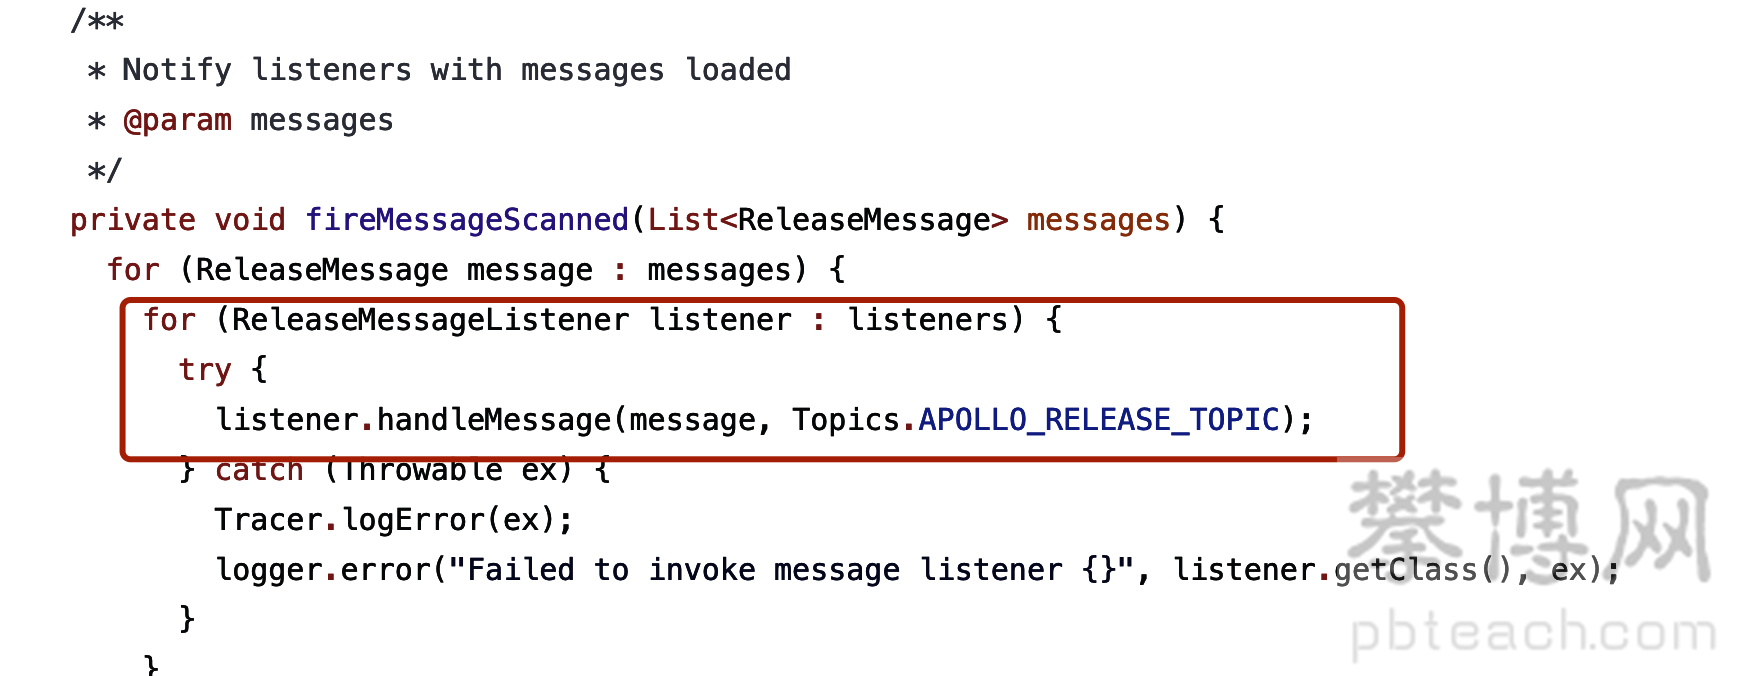 /**
 * Notify listeners with messages loaded
 * @param messages
 */
private void fireMessageScanned(List<ReleaseMessage> messages) {
  for (ReleaseMessage message : messages) {
    for (ReleaseMessageListener listener : listeners) {
      try {
        listener.handleMessage(message, Topics.APOLLO_RELEASE_TOPIC);
      } catch (Throwable ex) {
        Tracer.logError(ex);
        logger.error("Failed to invoke message listener {}", listener.getClass(), ex);
      }
    }
攀博网
pbteach.com